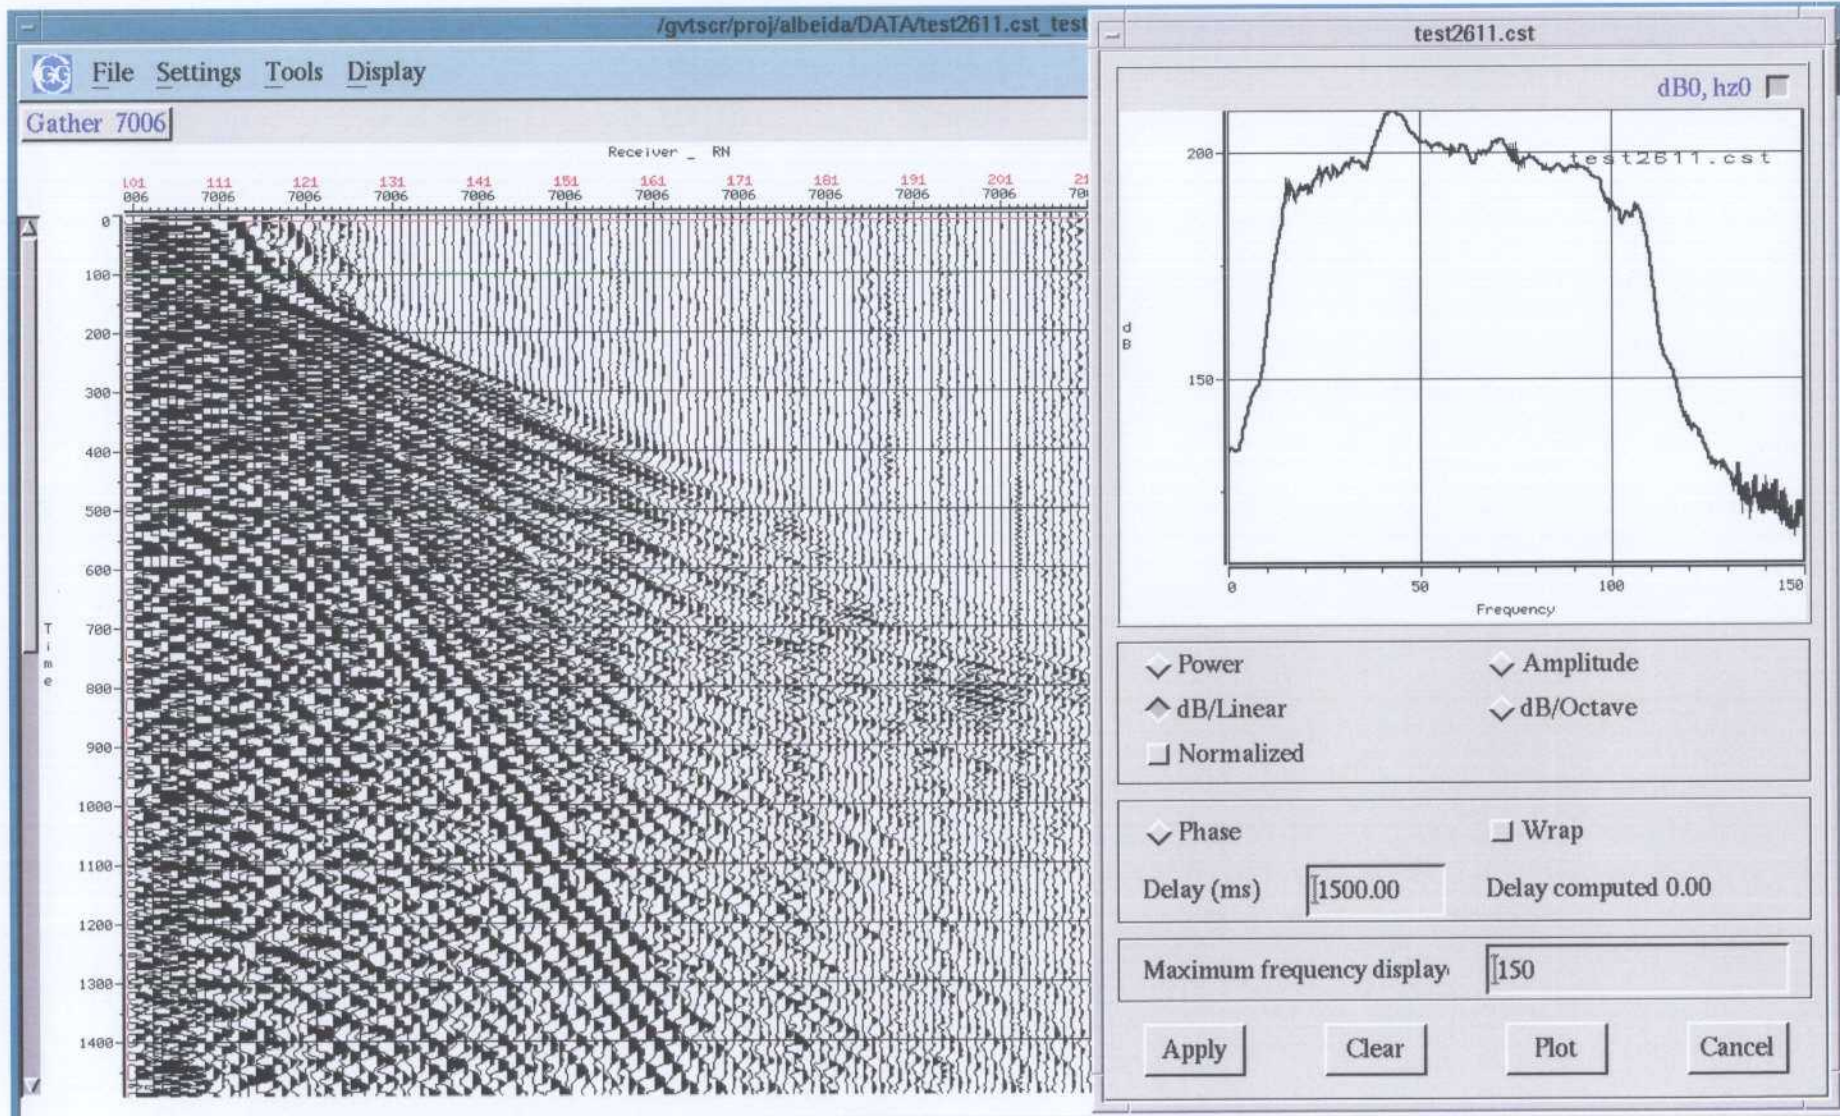 /gvtscr/proj/albeida/DATA/test2611.cst_test
File Settings Tools Display
Gather 7006
Receiver _ RN
101 111 121 131 141 151 161 171 181 191 201 21
006 7006 7006 7006 7006 7006 7006 7006 7006 7006 7006 70
0
100
200
300
400
500
600
700
800
900
1000
1100
1200
1300
1400
Time
test2611.cst
dB0, hz0
200
test2611.cst
dB
150
0 50 100 150
Frequency
Power Amplitude
dB/Linear dB/Octave
Normalized
Phase Wrap
Delay (ms) 1500.00 Delay computed 0.00
Maximum frequency display 150
Apply Clear Plot Cancel